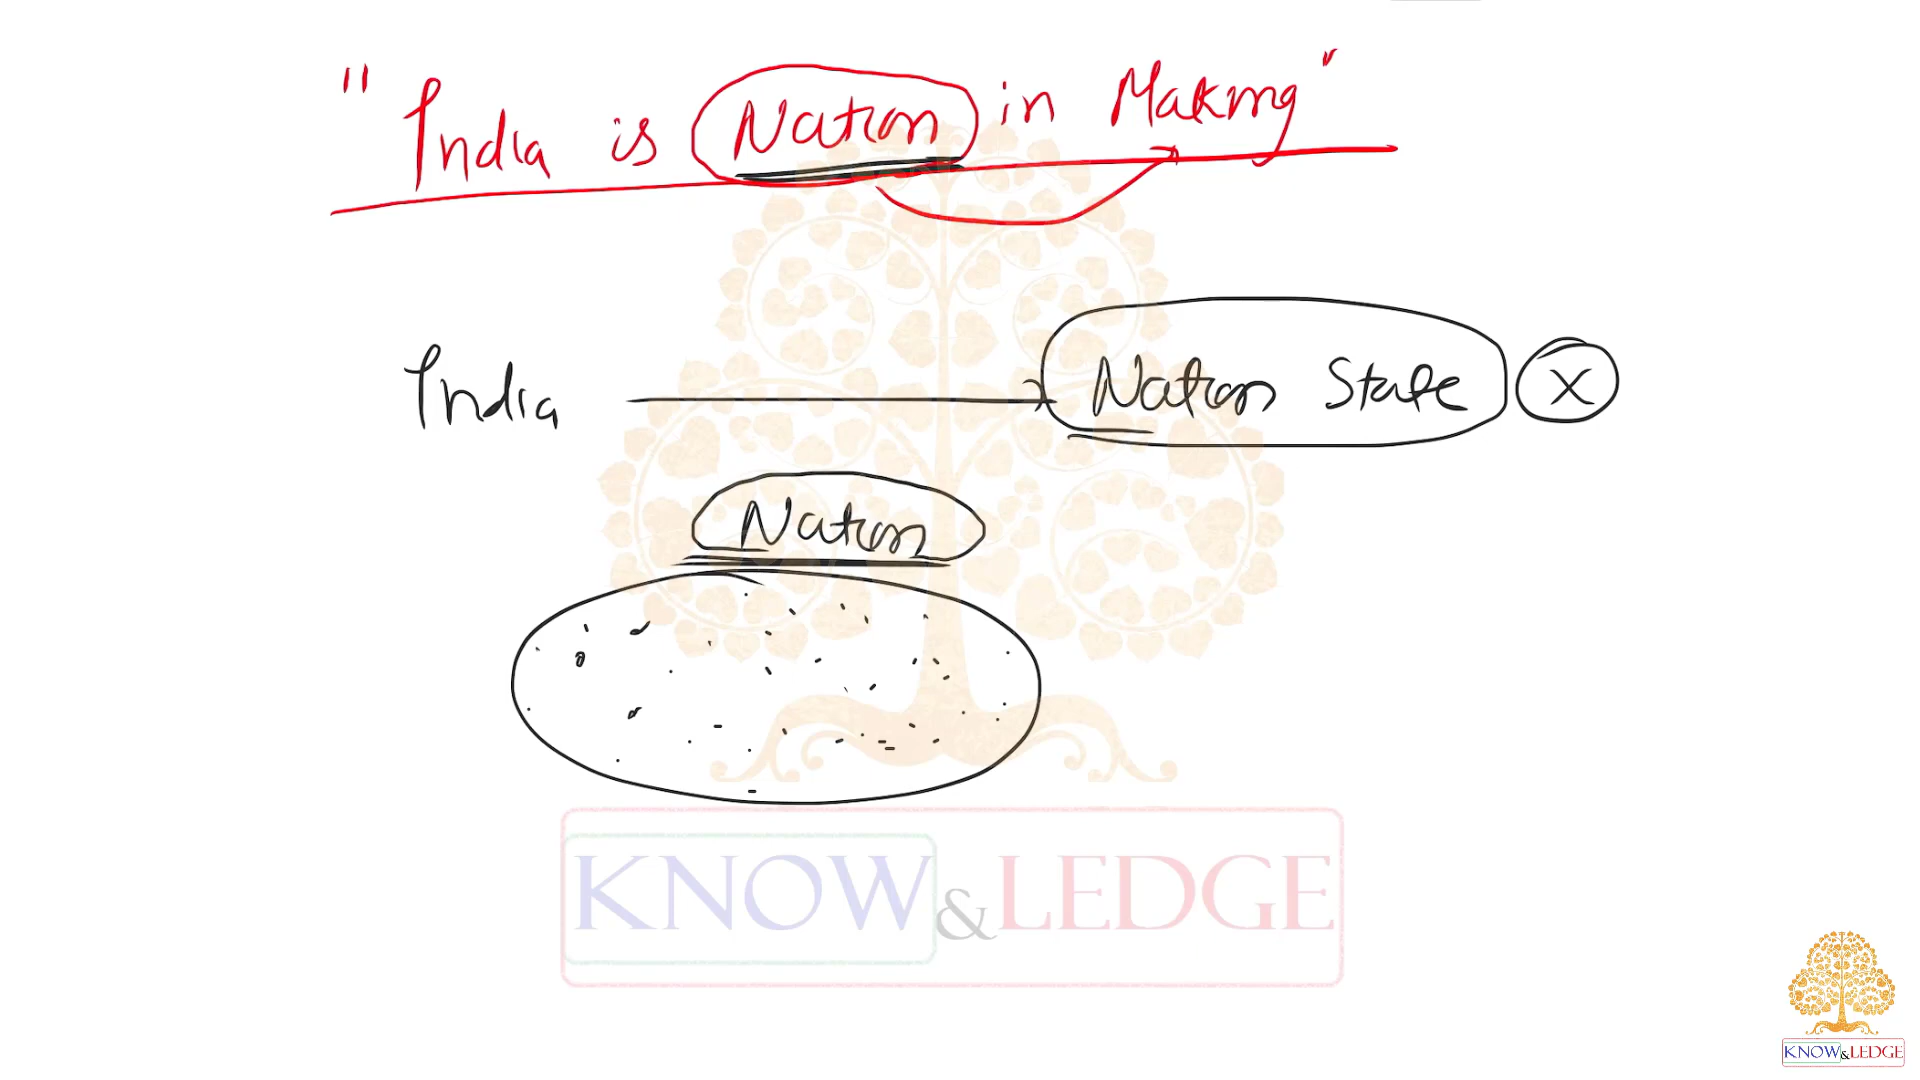 "India is Nation in Making"
India → Nation State X
Nation
KNOW&LEDGE
KNOW&LEDGE